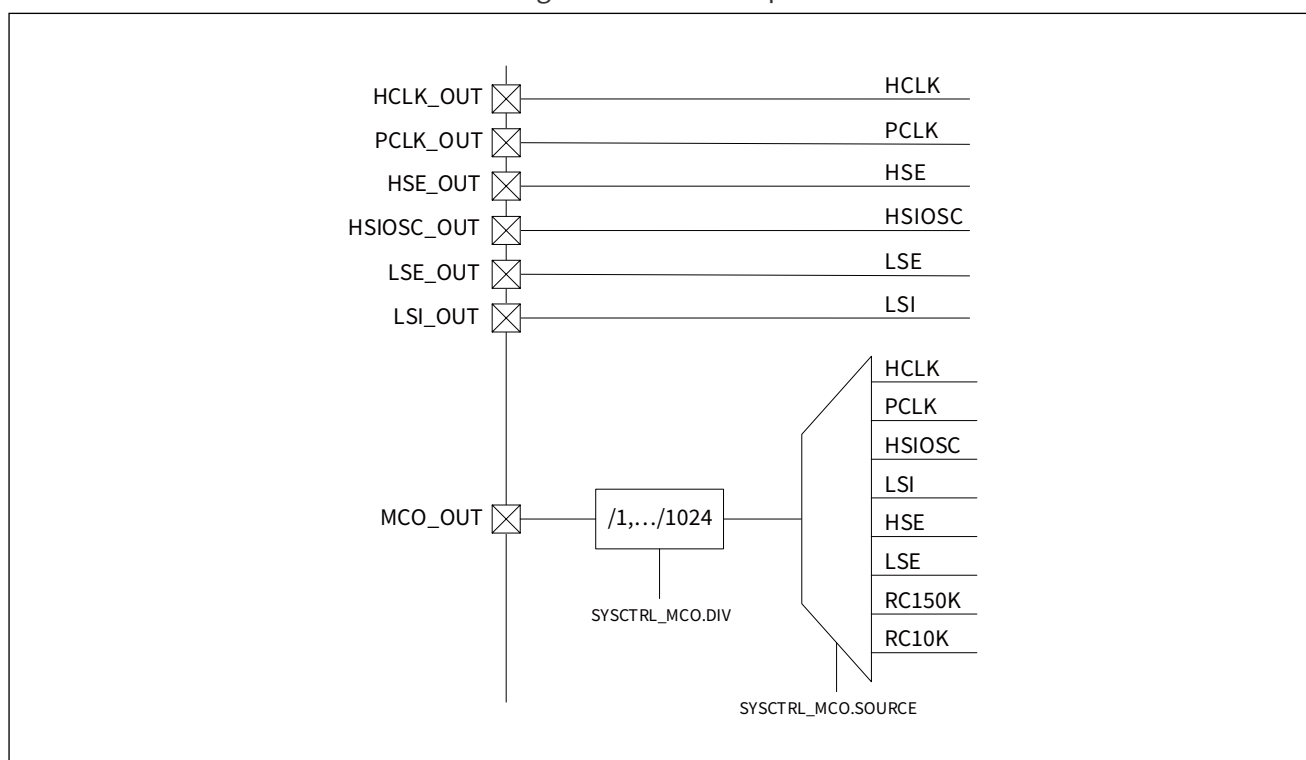 HCLK_OUT HCLK
PCLK_OUT PCLK
HSE_OUT HSE
HSIOSC_OUT HSIOSC
LSE_OUT LSE
LSI_OUT LSI
HCLK
PCLK
HSIOSC
LSI
MCO_OUT /1,.../1024
HSE
LSE
SYSCTRL_MCO.DIV
RC150K
RC10K
SYSCTRL_MCO.SOURCE